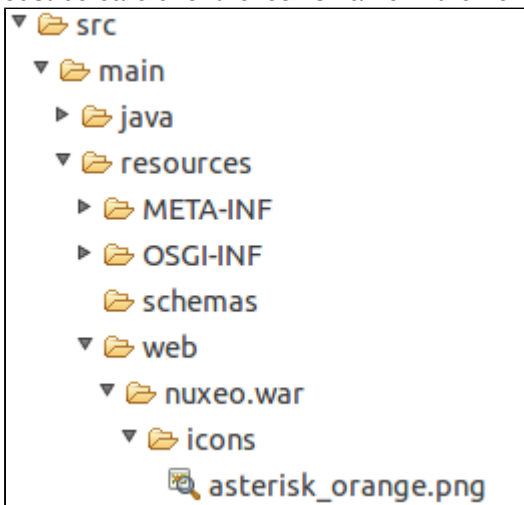 src
main
java
resources
META-INF
OSGI-INF
schemas
web
nuxeo.war
icons
asterisk_orange.png